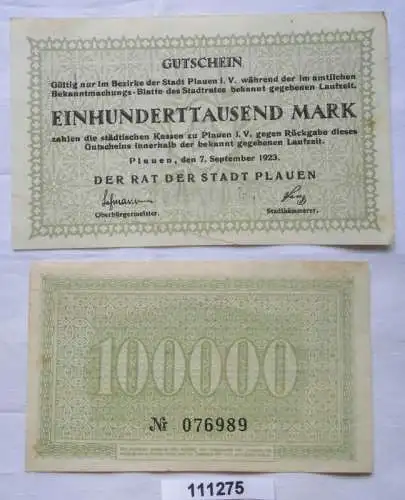 GUTSCHEIN
Gültig nur im Bezirke der Stadt Plauen i. V. während der im amtlichen
Bekanntmachungs-Blatte des Stadtrates bekannt gegebenen Laufzeit.
EINHUNDERTTAUSEND MARK
zahlen die städtischen Kassen zu Plauen i. V. gegen Rückgabe dieses
Gutscheins innerhalb der bekannt gegebenen Laufzeit.
Plauen, den 7. September 1923.
DER RAT DER STADT PLAUEN
Oberbürgermeister.
Stadtkämmerer.
100000
№ 076989
111275